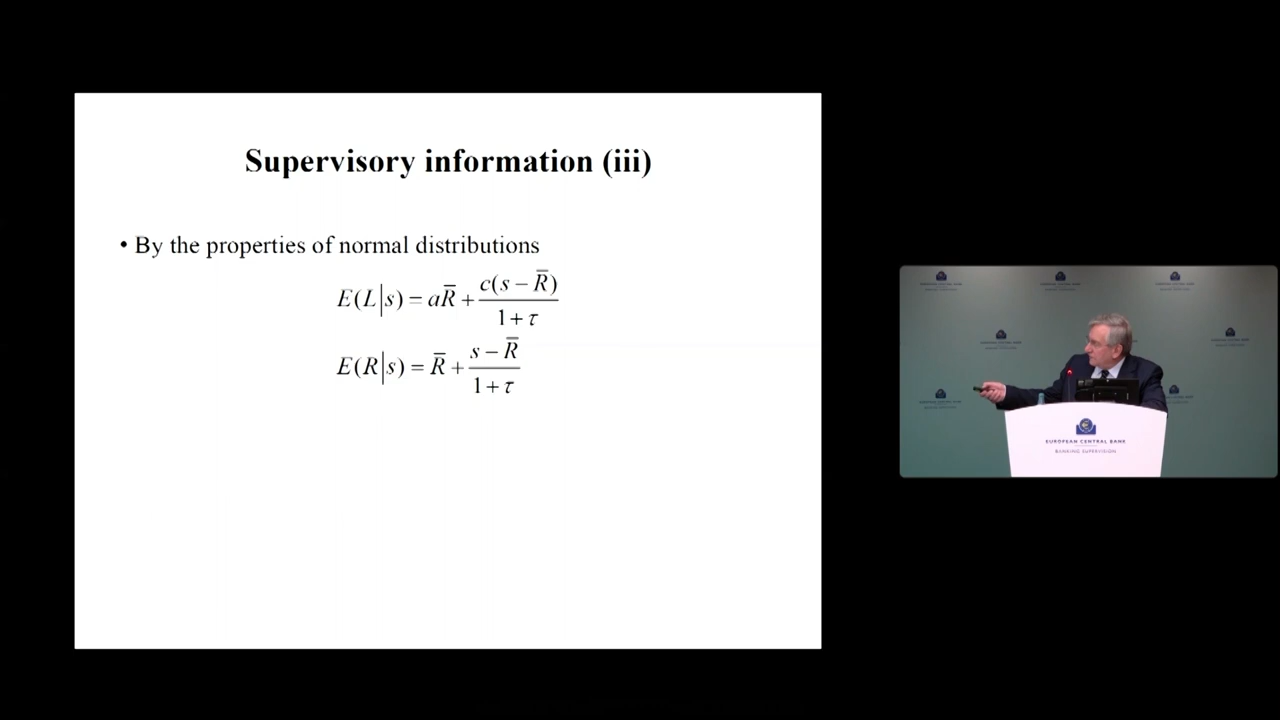 Supervisory information (iii)
• By the properties of normal distributions
E(L|s) = aR̅ + c(s − R̅) / 1 + τ
E(R|s) = R̅ + s − R̅ / 1 + τ
EUROPEAN CENTRAL BANK
BANKING SUPERVISION